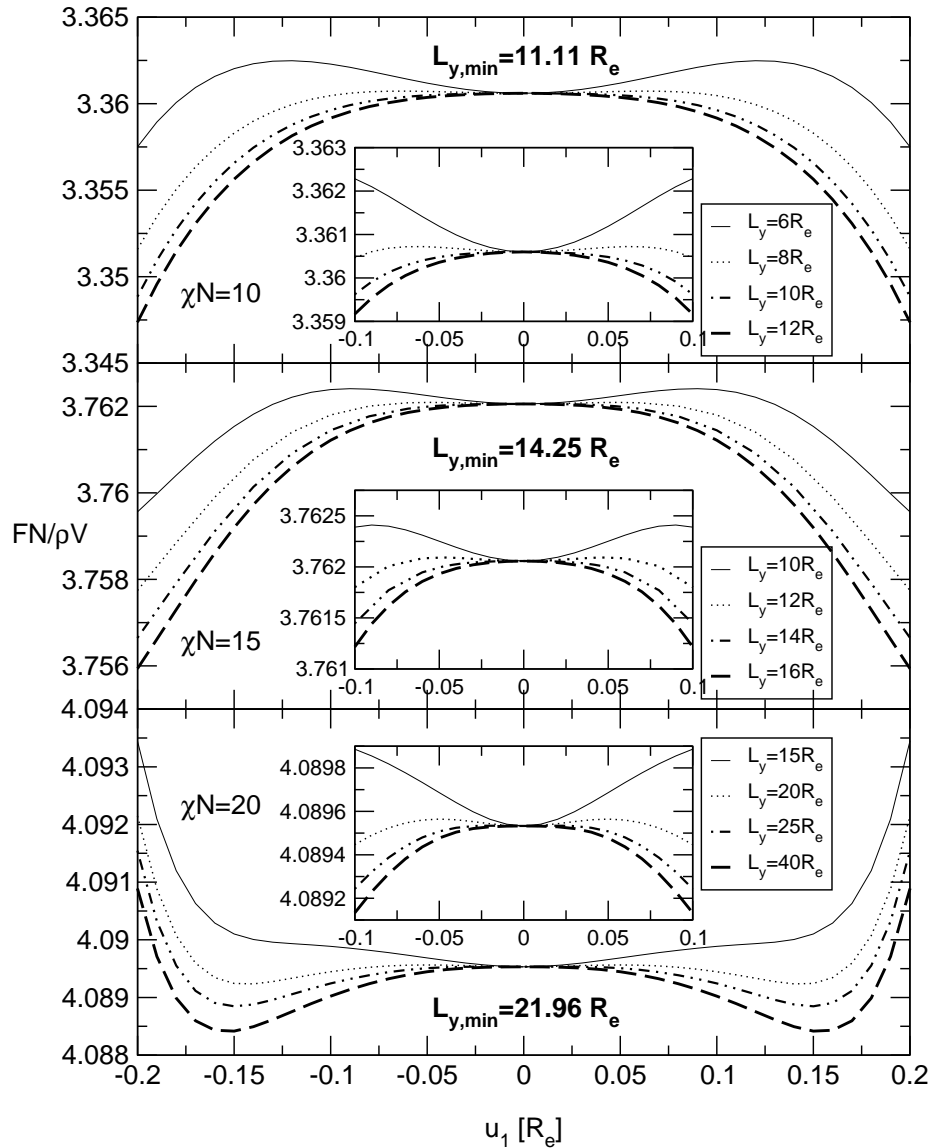 3.365
3.36
3.355
3.35
3.345
L_y,min=11.11 R_e
χN=10
3.363
3.362
3.361
3.36
3.359
-0.1 -0.05 0 0.05 0.1
L_y=6R_e
L_y=8R_e
L_y=10R_e
L_y=12R_e
3.762
3.76
3.758
3.756
FN/ρV
L_y,min=14.25 R_e
χN=15
3.7625
3.762
3.7615
3.761
-0.1 -0.05 0 0.05 0.1
L_y=10R_e
L_y=12R_e
L_y=14R_e
L_y=16R_e
4.094
4.093
4.092
4.091
4.09
4.089
4.088
χN=20
4.0898
4.0896
4.0894
4.0892
-0.1 -0.05 0 0.05 0.1
L_y=15R_e
L_y=20R_e
L_y=25R_e
L_y=40R_e
L_y,min=21.96 R_e
-0.2 -0.15 -0.1 -0.05 0 0.05 0.1 0.15 0.2
u_1 [R_e]